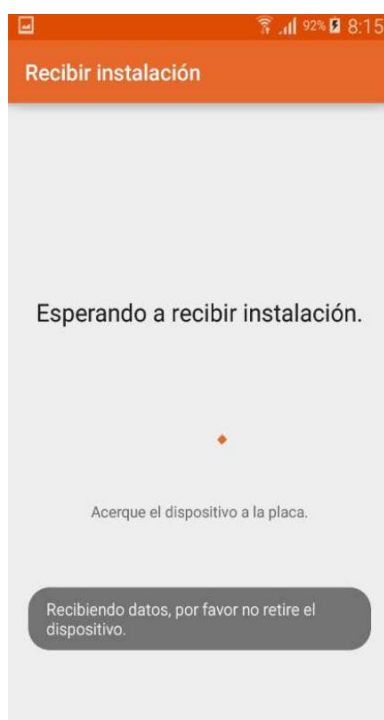 92% 8:15
Recibir instalación
Esperando a recibir instalación.
Acerque el dispositivo a la placa.
Recibiendo datos, por favor no retire el
dispositivo.